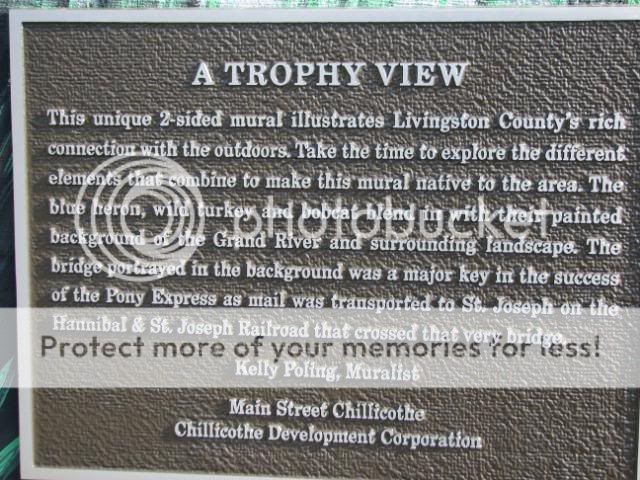 A TROPHY VIEW
This unique 2-sided mural illustrates Livingston County's rich
connection with the outdoors. Take the time to explore the different
elements that combine to make this mural native to the area. The
blue heron, wild turkey and bobcat blend in with their painted
background of the Grand River and surrounding landscape. The
bridge portrayed in the background was a major key in the success
of the Pony Express as mail was transported to St. Joseph on the
Hannibal & St. Joseph Railroad that crossed that very bridge.
Kelly Poling, Muralist
Main Street Chillicothe
Chillicothe Development Corporation
photobucket
Protect more of your memories for less!